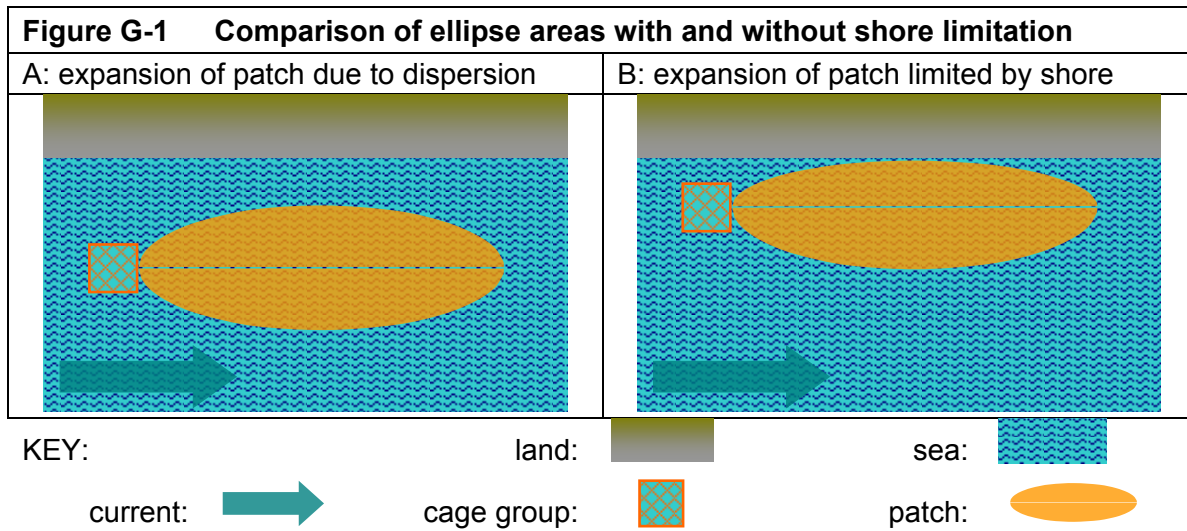 Figure G-1 Comparison of ellipse areas with and without shore limitation
A: expansion of patch due to dispersion
B: expansion of patch limited by shore
KEY: land: sea:
current: cage group: patch: